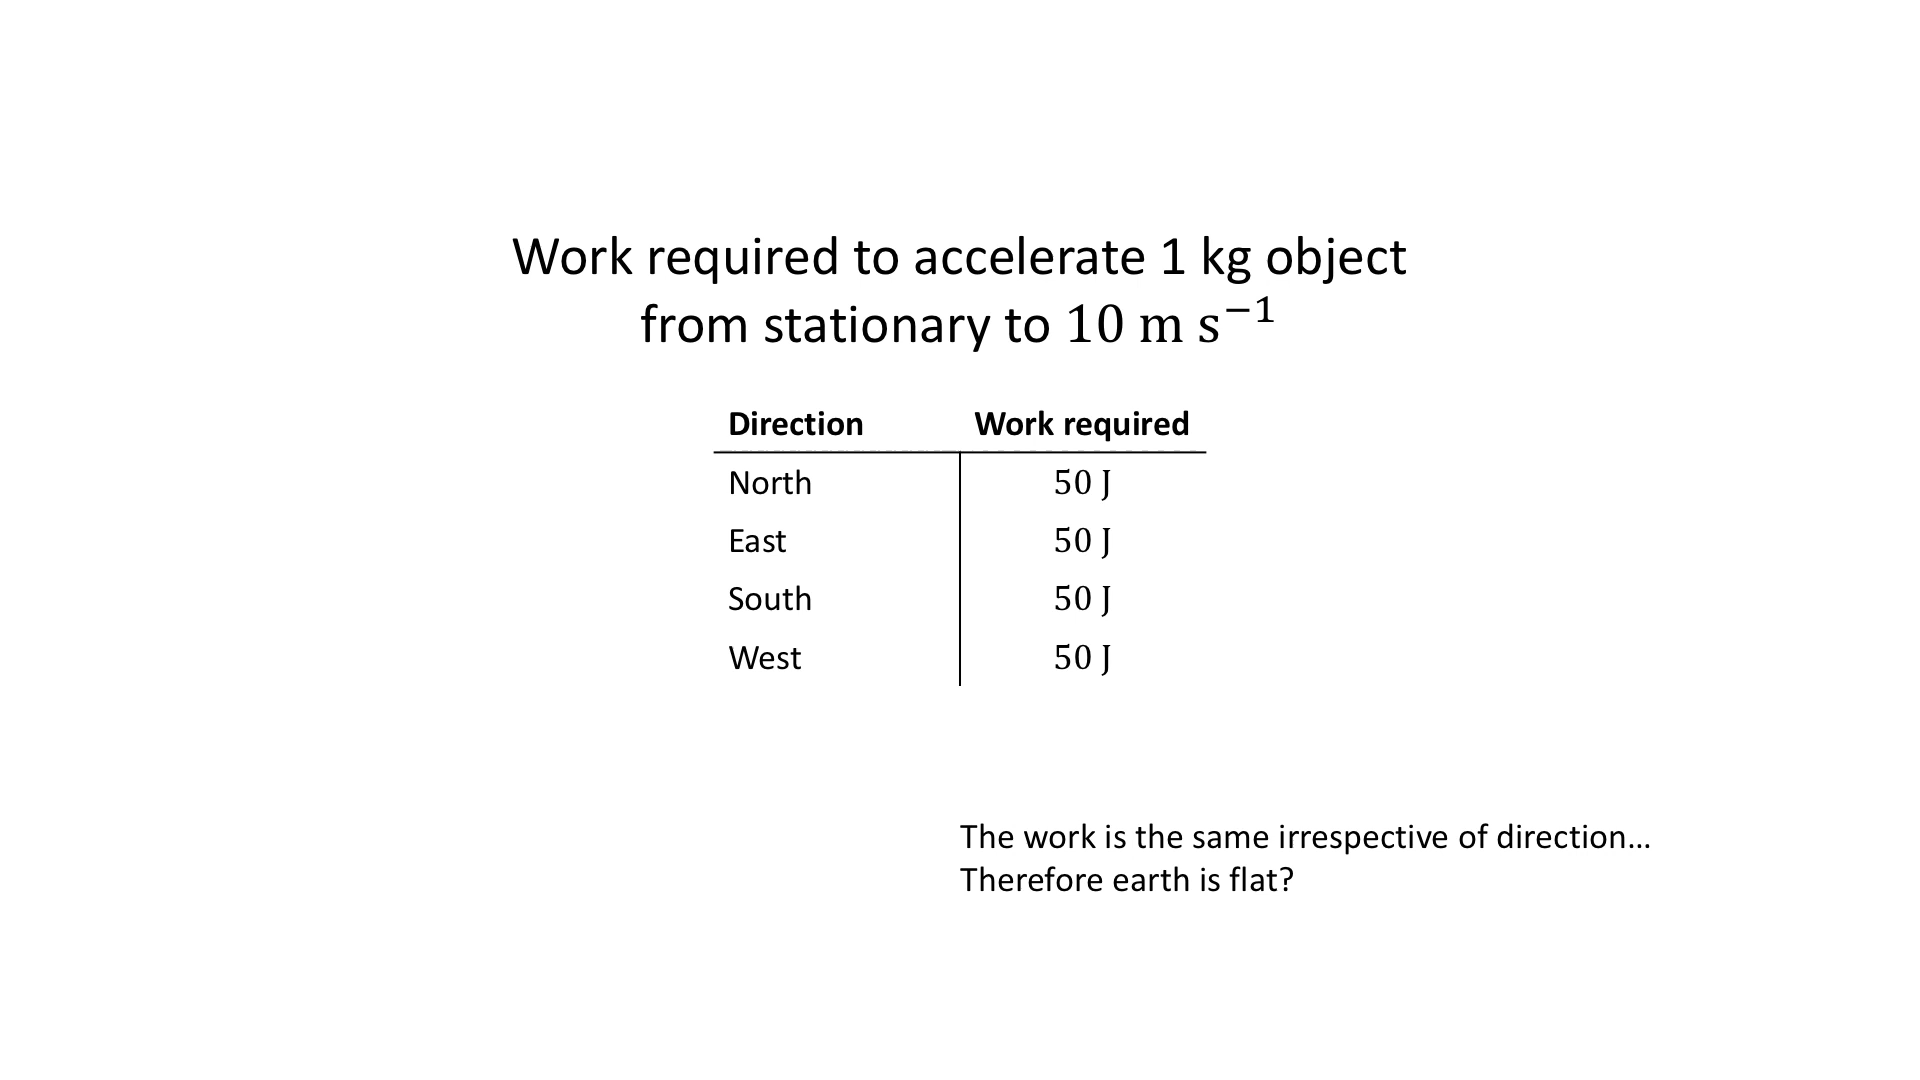 Work required to accelerate 1 kg object
from stationary to 10 m s⁻¹
Direction Work required
North 50 J
East 50 J
South 50 J
West 50 J
The work is the same irrespective of direction…
Therefore earth is flat?